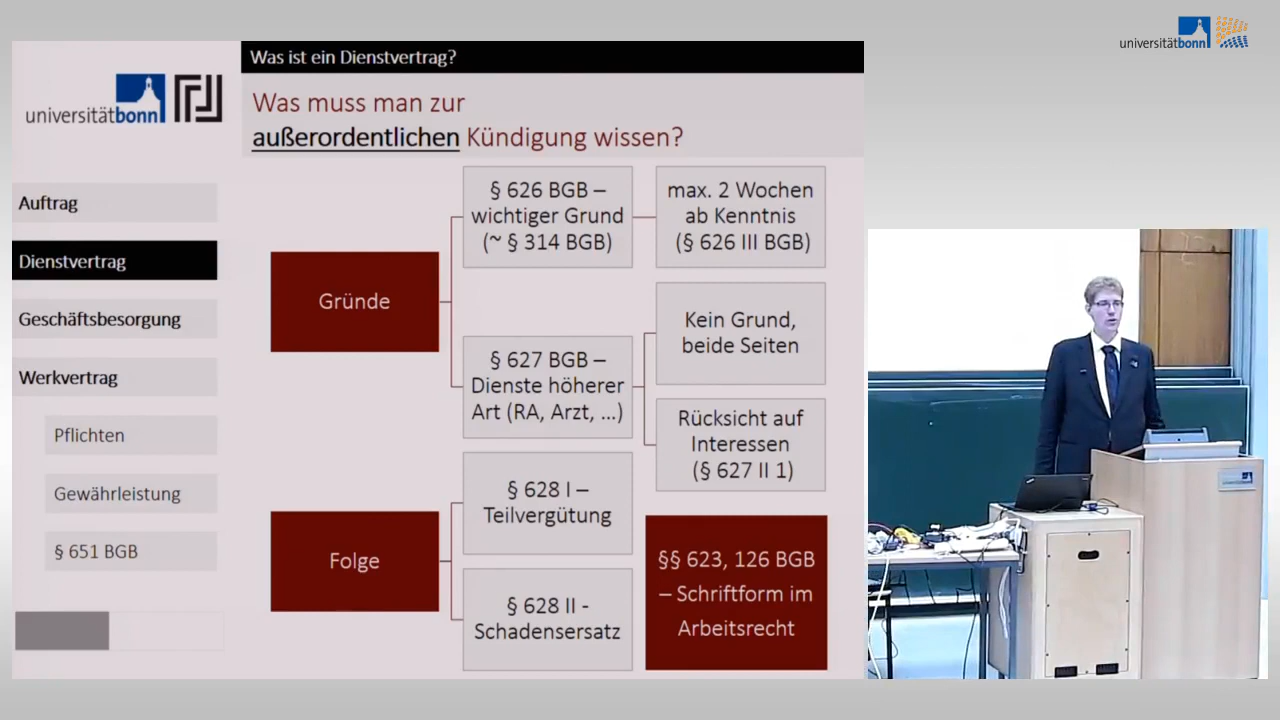 universitätbonn
Was ist ein Dienstvertrag?
universitätbonn
Was muss man zur
außerordentlichen Kündigung wissen?
Auftrag
Dienstvertrag
Geschäftsbesorgung
Werkvertrag
Pflichten
Gewährleistung
§ 651 BGB
Gründe
§ 626 BGB –
wichtiger Grund
(~ § 314 BGB)
max. 2 Wochen
ab Kenntnis
(§ 626 III BGB)
§ 627 BGB –
Dienste höherer
Art (RA, Arzt, ...)
Kein Grund,
beide Seiten
Rücksicht auf
Interessen
(§ 627 II 1)
Folge
§ 628 I –
Teilvergütung
§ 628 II -
Schadensersatz
§§ 623, 126 BGB
– Schriftform im
Arbeitsrecht